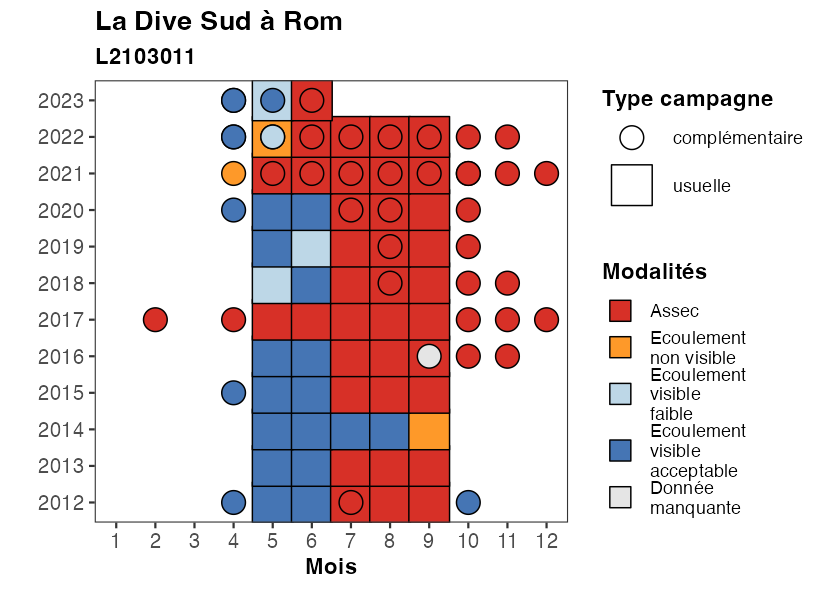 La Dive Sud à Rom
L2103011
2023
2022
2021
2020
2019
2018
2017
2016
2015
2014
2013
2012
1 2 3 4 5 6 7 8 9 10 11 12
Mois
Type campagne
complémentaire
usuelle
Modalités
Assec
Ecoulement
non visible
Ecoulement
visible
faible
Ecoulement
visible
acceptable
Donnée
manquante